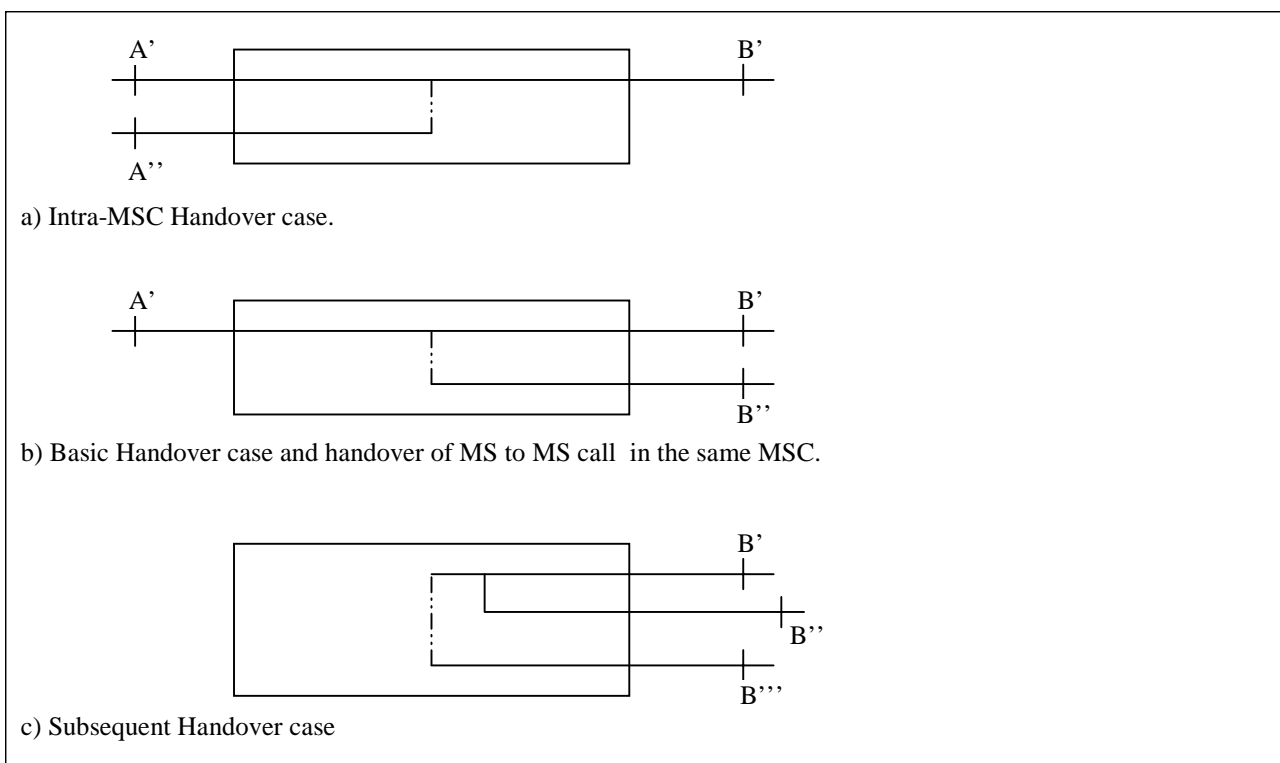 A’ B’
A’’
a) Intra-MSC Handover case.
A’ B’
B’’
b) Basic Handover case and handover of MS to MS call in the same MSC.
B’
B’’
B’’’
c) Subsequent Handover case